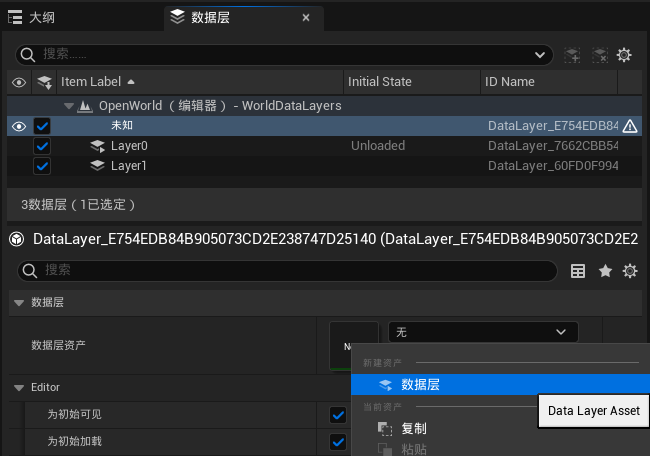 大纲
数据层
搜索......
Item Label
Initial State
ID Name
OpenWorld（编辑器）- WorldDataLayers
未知
DataLayer_E754EDB84
Layer0
Unloaded
DataLayer_7662CBB54
Layer1
DataLayer_60FD0F994
3数据层（1已选定）
DataLayer_E754EDB84B905073CD2E238747D25140 (DataLayer_E754EDB84B905073CD2E2
搜索
数据层
数据层资产
无
新建资产
数据层
Editor
Data Layer Asset
当前资产
为初始可见
复制
为初始加载
粘贴